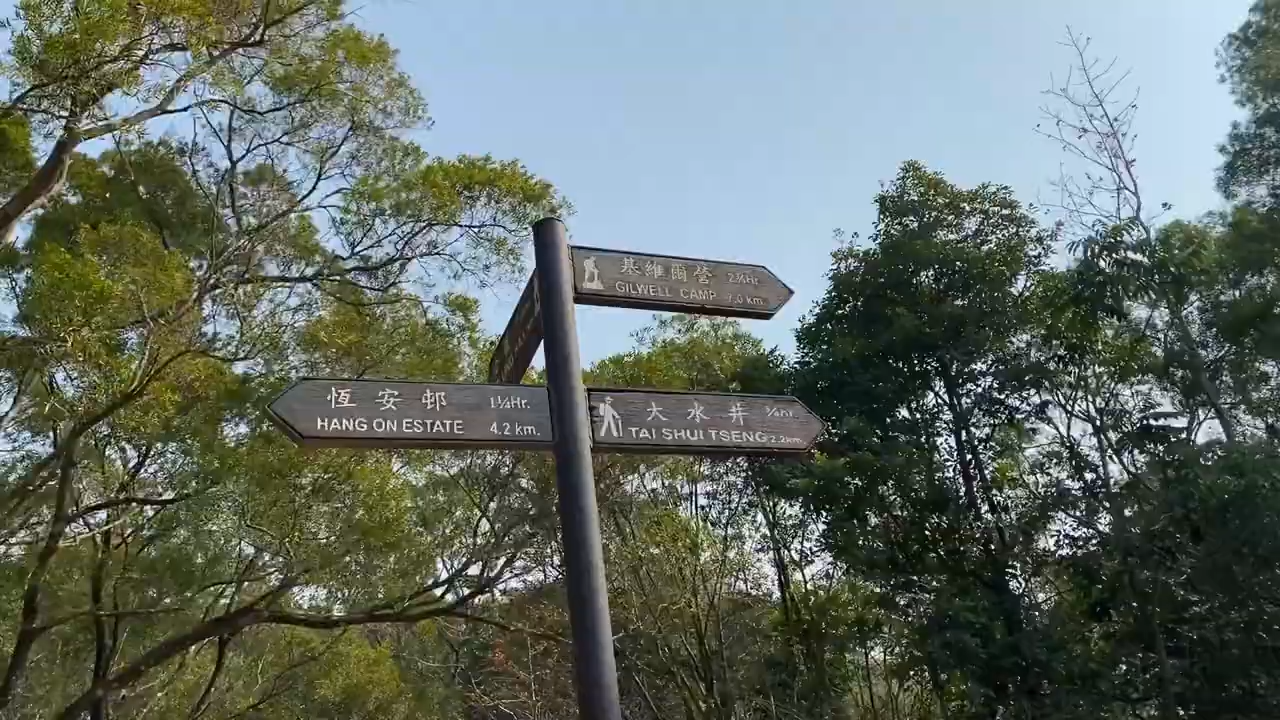 基維爾營 2¾Hr.
GILWELL CAMP 7.0 km
恆安邨 1¼Hr.
HANG ON ESTATE 4.2 km.
大水井 ¾Hr.
TAI SHUI TSENG 2.2km.